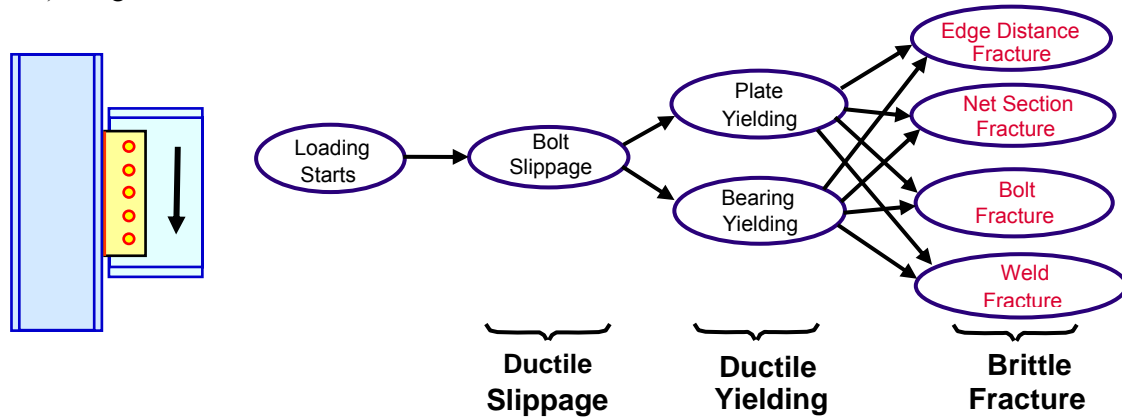 Loading
Starts
Bolt
Slippage
Plate
Yielding
Bearing
Yielding
Edge Distance
Fracture
Net Section
Fracture
Bolt
Fracture
Weld
Fracture
Ductile
Slippage
Ductile
Yielding
Brittle
Fracture